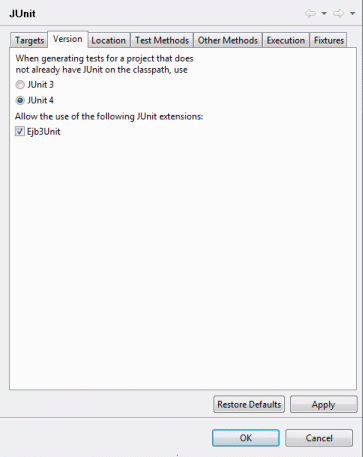 JUnit
Targets Version Location Test Methods Other Methods Execution Fixtures
When generating tests for a project that does
not already have JUnit on the classpath, use
JUnit 3
JUnit 4
Allow the use of the following JUnit extensions:
Ejb3Unit
Restore Defaults Apply
OK Cancel